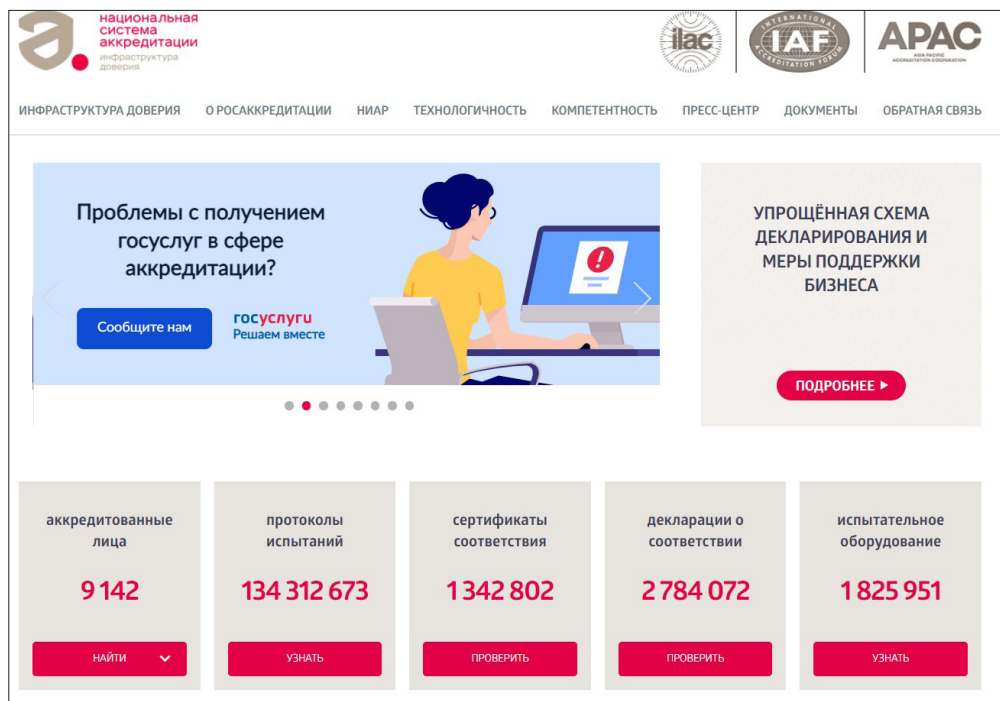 национальная
система
аккредитации
инфраструктура
доверия
ilac
INTERNATIONAL
IAF
ACCREDITATION FORUM
APAC
ASIA PACIFIC
ACCREDITATION COOPERATION
ИНФРАСТРУКТУРА ДОВЕРИЯ О РОСАККРЕДИТАЦИИ НИАР ТЕХНОЛОГИЧНОСТЬ КОМПЕТЕНТНОСТЬ ПРЕСС-ЦЕНТР ДОКУМЕНТЫ ОБРАТНАЯ СВЯЗЬ
Проблемы с получением
госуслуг в сфере
аккредитации?
Сообщите нам
госуслуги
Решаем вместе
УПРОЩЁННАЯ СХЕМА
ДЕКЛАРИРОВАНИЯ И
МЕРЫ ПОДДЕРЖКИ
БИЗНЕСА
ПОДРОБНЕЕ
аккредитованные
лица
9 142
НАЙТИ
протоколы
испытаний
134 312 673
УЗНАТЬ
сертификаты
соответствия
1 342 802
ПРОВЕРИТЬ
декларации о
соответствии
2 784 072
ПРОВЕРИТЬ
испытательное
оборудование
1 825 951
УЗНАТЬ